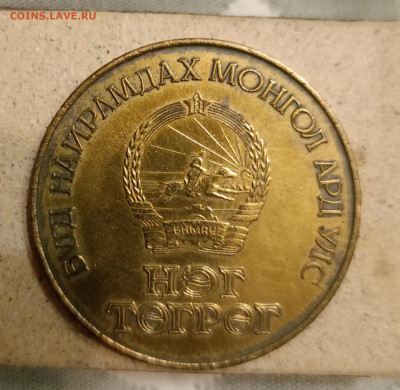 COINS.LAVE.RU
БҮГД НАЙРАМДАХ МОНГОЛ АРД УЛС
БНМАУ
НЭГ
ТӨГРӨГ